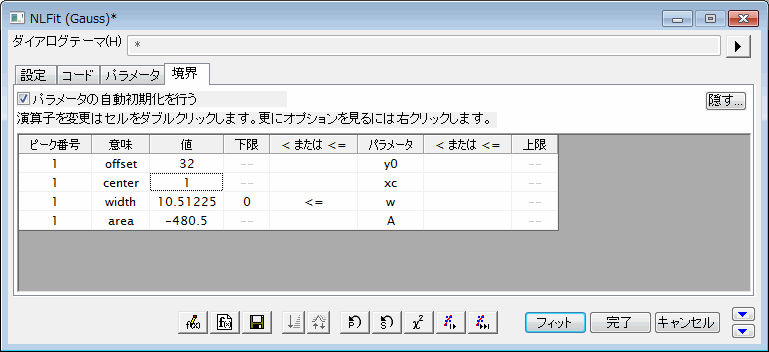 NLFit (Gauss)*
ダイアログテーマ(H) *
設定 コード パラメータ 境界
パラメータの自動初期化を行う
隠す...
演算子を変更はセルをダブルクリックします。更にオプションを見るには右クリックします。
ピーク番号 意味 値 下限 < または <= パラメータ < または <= 上限
1 offset 32 -- y0 --
1 center 1 -- xc --
1 width 10.51225 0 <= w --
1 area -480.5 -- A --
フィット 完了 キャンセル